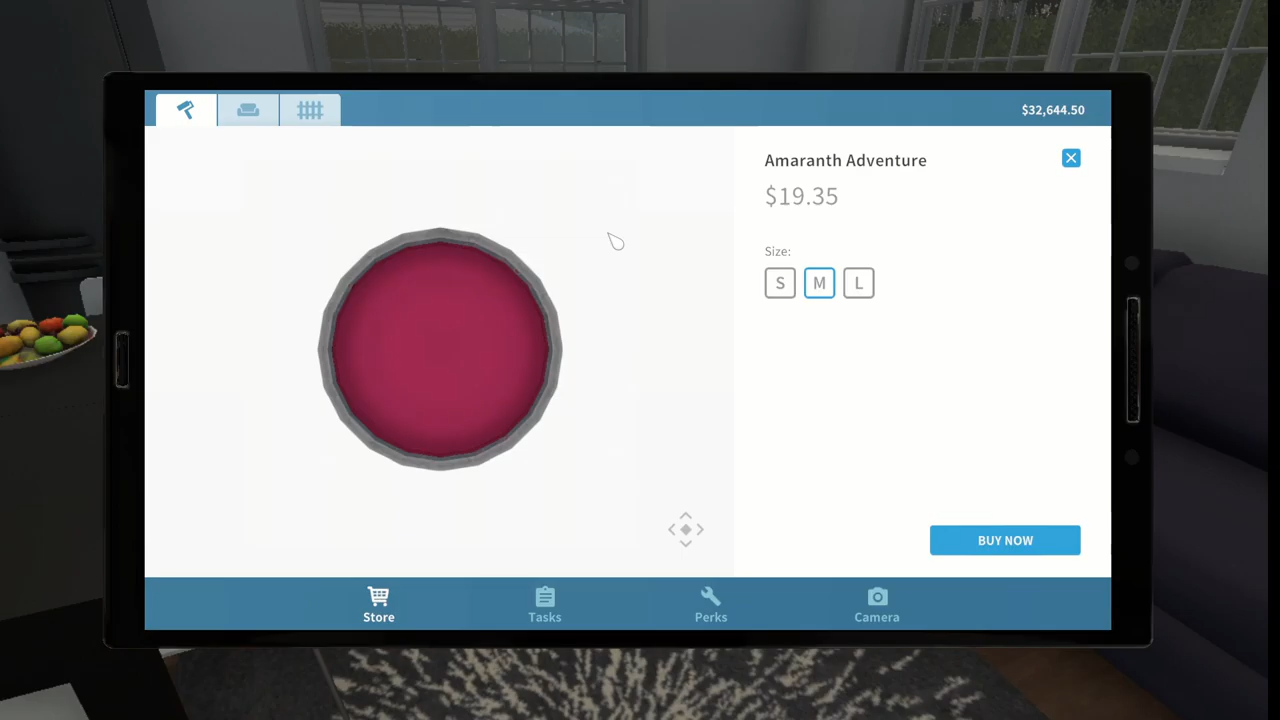 $32,644.50
Amaranth Adventure
$19.35
Size:
S M L
BUY NOW
Store Tasks Perks Camera